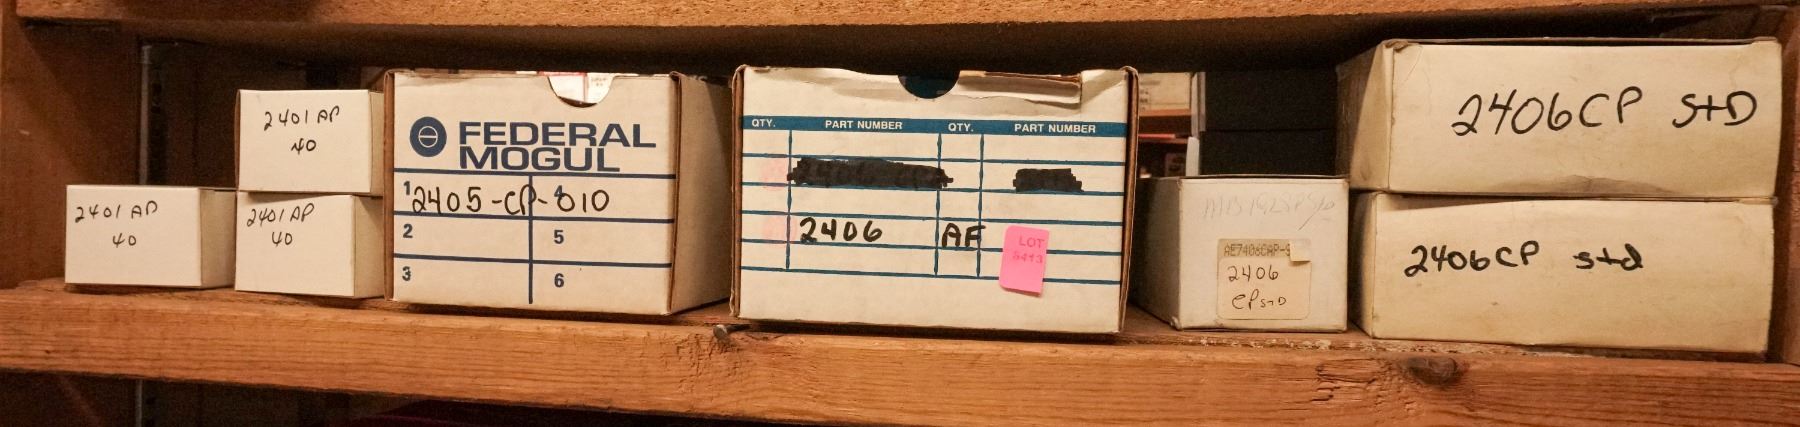 2401 AP
40
2401 AP
40
2401 AP
40
FEDERAL
MOGUL
1 2405-CP-010 4
2 5
3 6
QTY. PART NUMBER QTY. PART NUMBER
2406 AF
LOT
2406
CP STD
2406CP STD
2406CP std